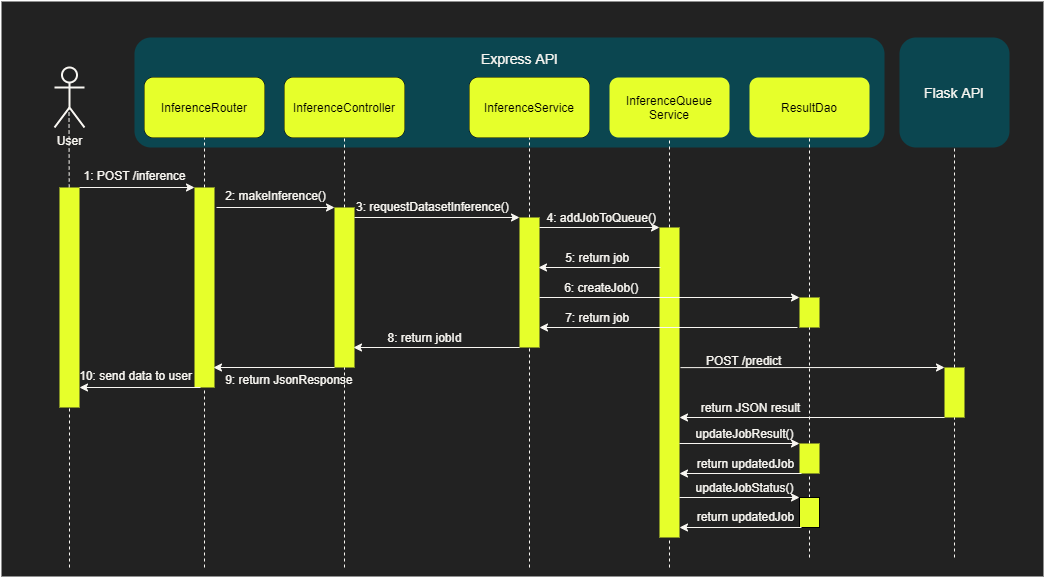 Express API
Flask API
InferenceRouter
InferenceController
InferenceService
InferenceQueue
Service
ResultDao
User
1: POST /inference
2: makeInference()
3: requestDatasetInference()
4: addJobToQueue()
5: return job
6: createJob()
7: return job
8: return jobId
9: return JsonResponse
10: send data to user
POST /predict
return JSON result
updateJobResult()
return updatedJob
updateJobStatus()
return updatedJob